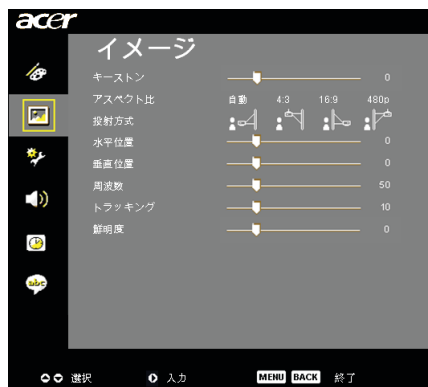 acer
イメージ
キーストン 0
アスペクト比 自動 4:3 16:9 480p
投射方式
水平位置 0
垂直位置 0
周波数 50
トラッキング 10
鮮明度 0
abc
選択 入力 MENU BACK 終了